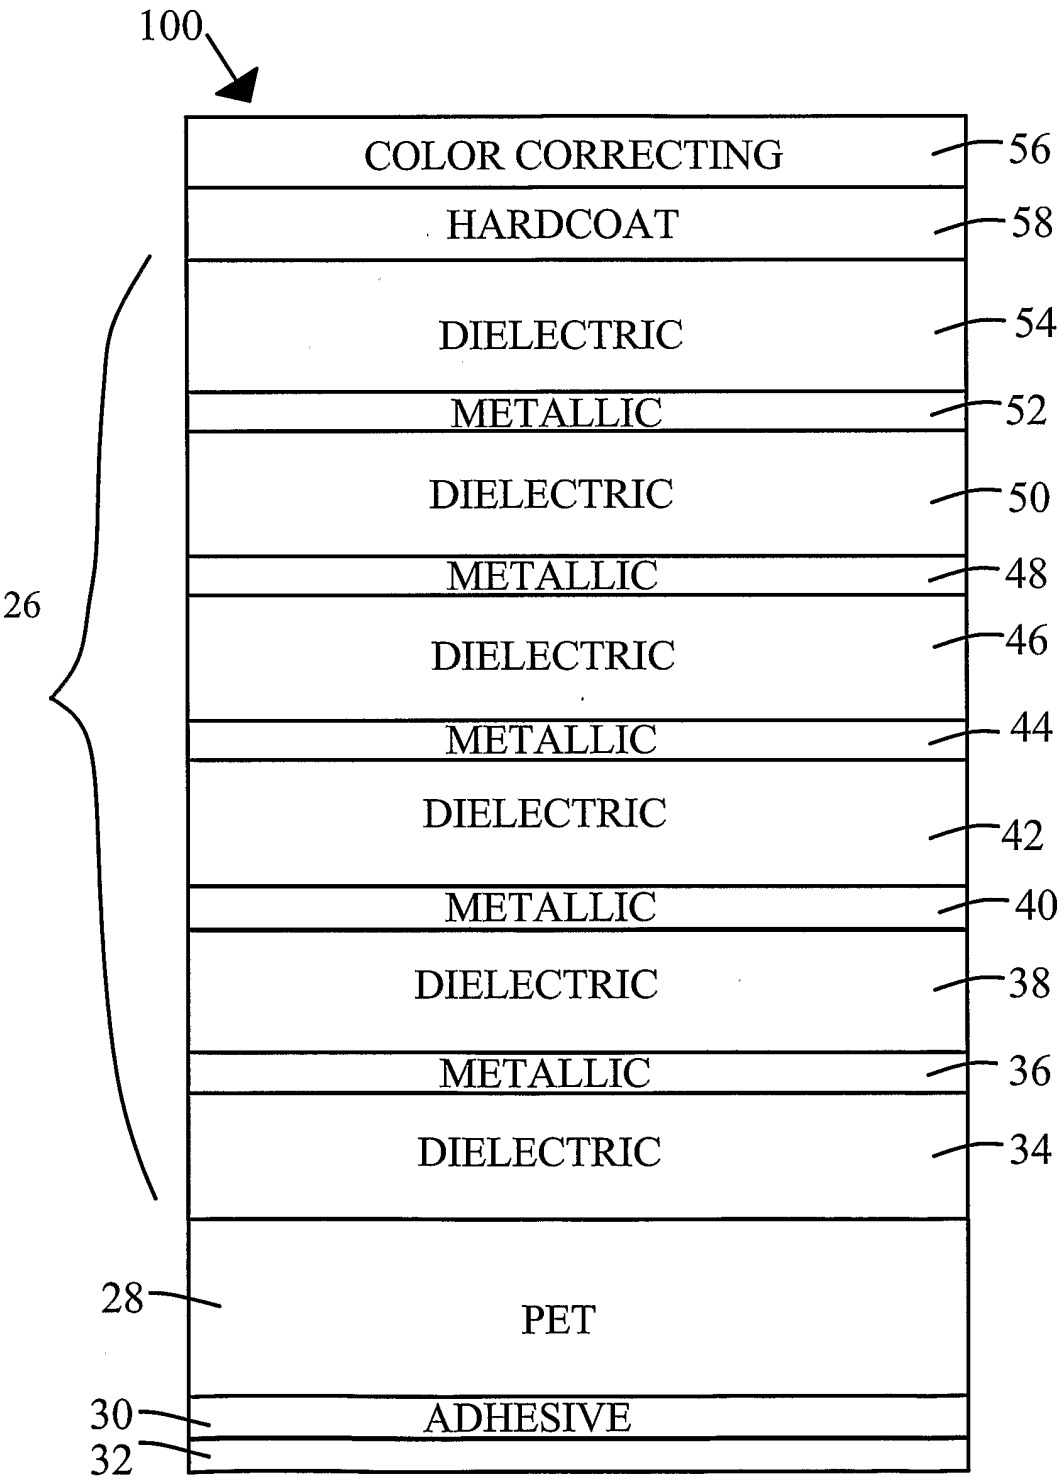 100
COLOR CORRECTING 56
HARDCOAT 58
DIELECTRIC 54
METALLIC 52
DIELECTRIC 50
METALLIC 48
26
DIELECTRIC 46
METALLIC 44
DIELECTRIC 42
METALLIC 40
DIELECTRIC 38
METALLIC 36
DIELECTRIC 34
28 PET
30 ADHESIVE
32